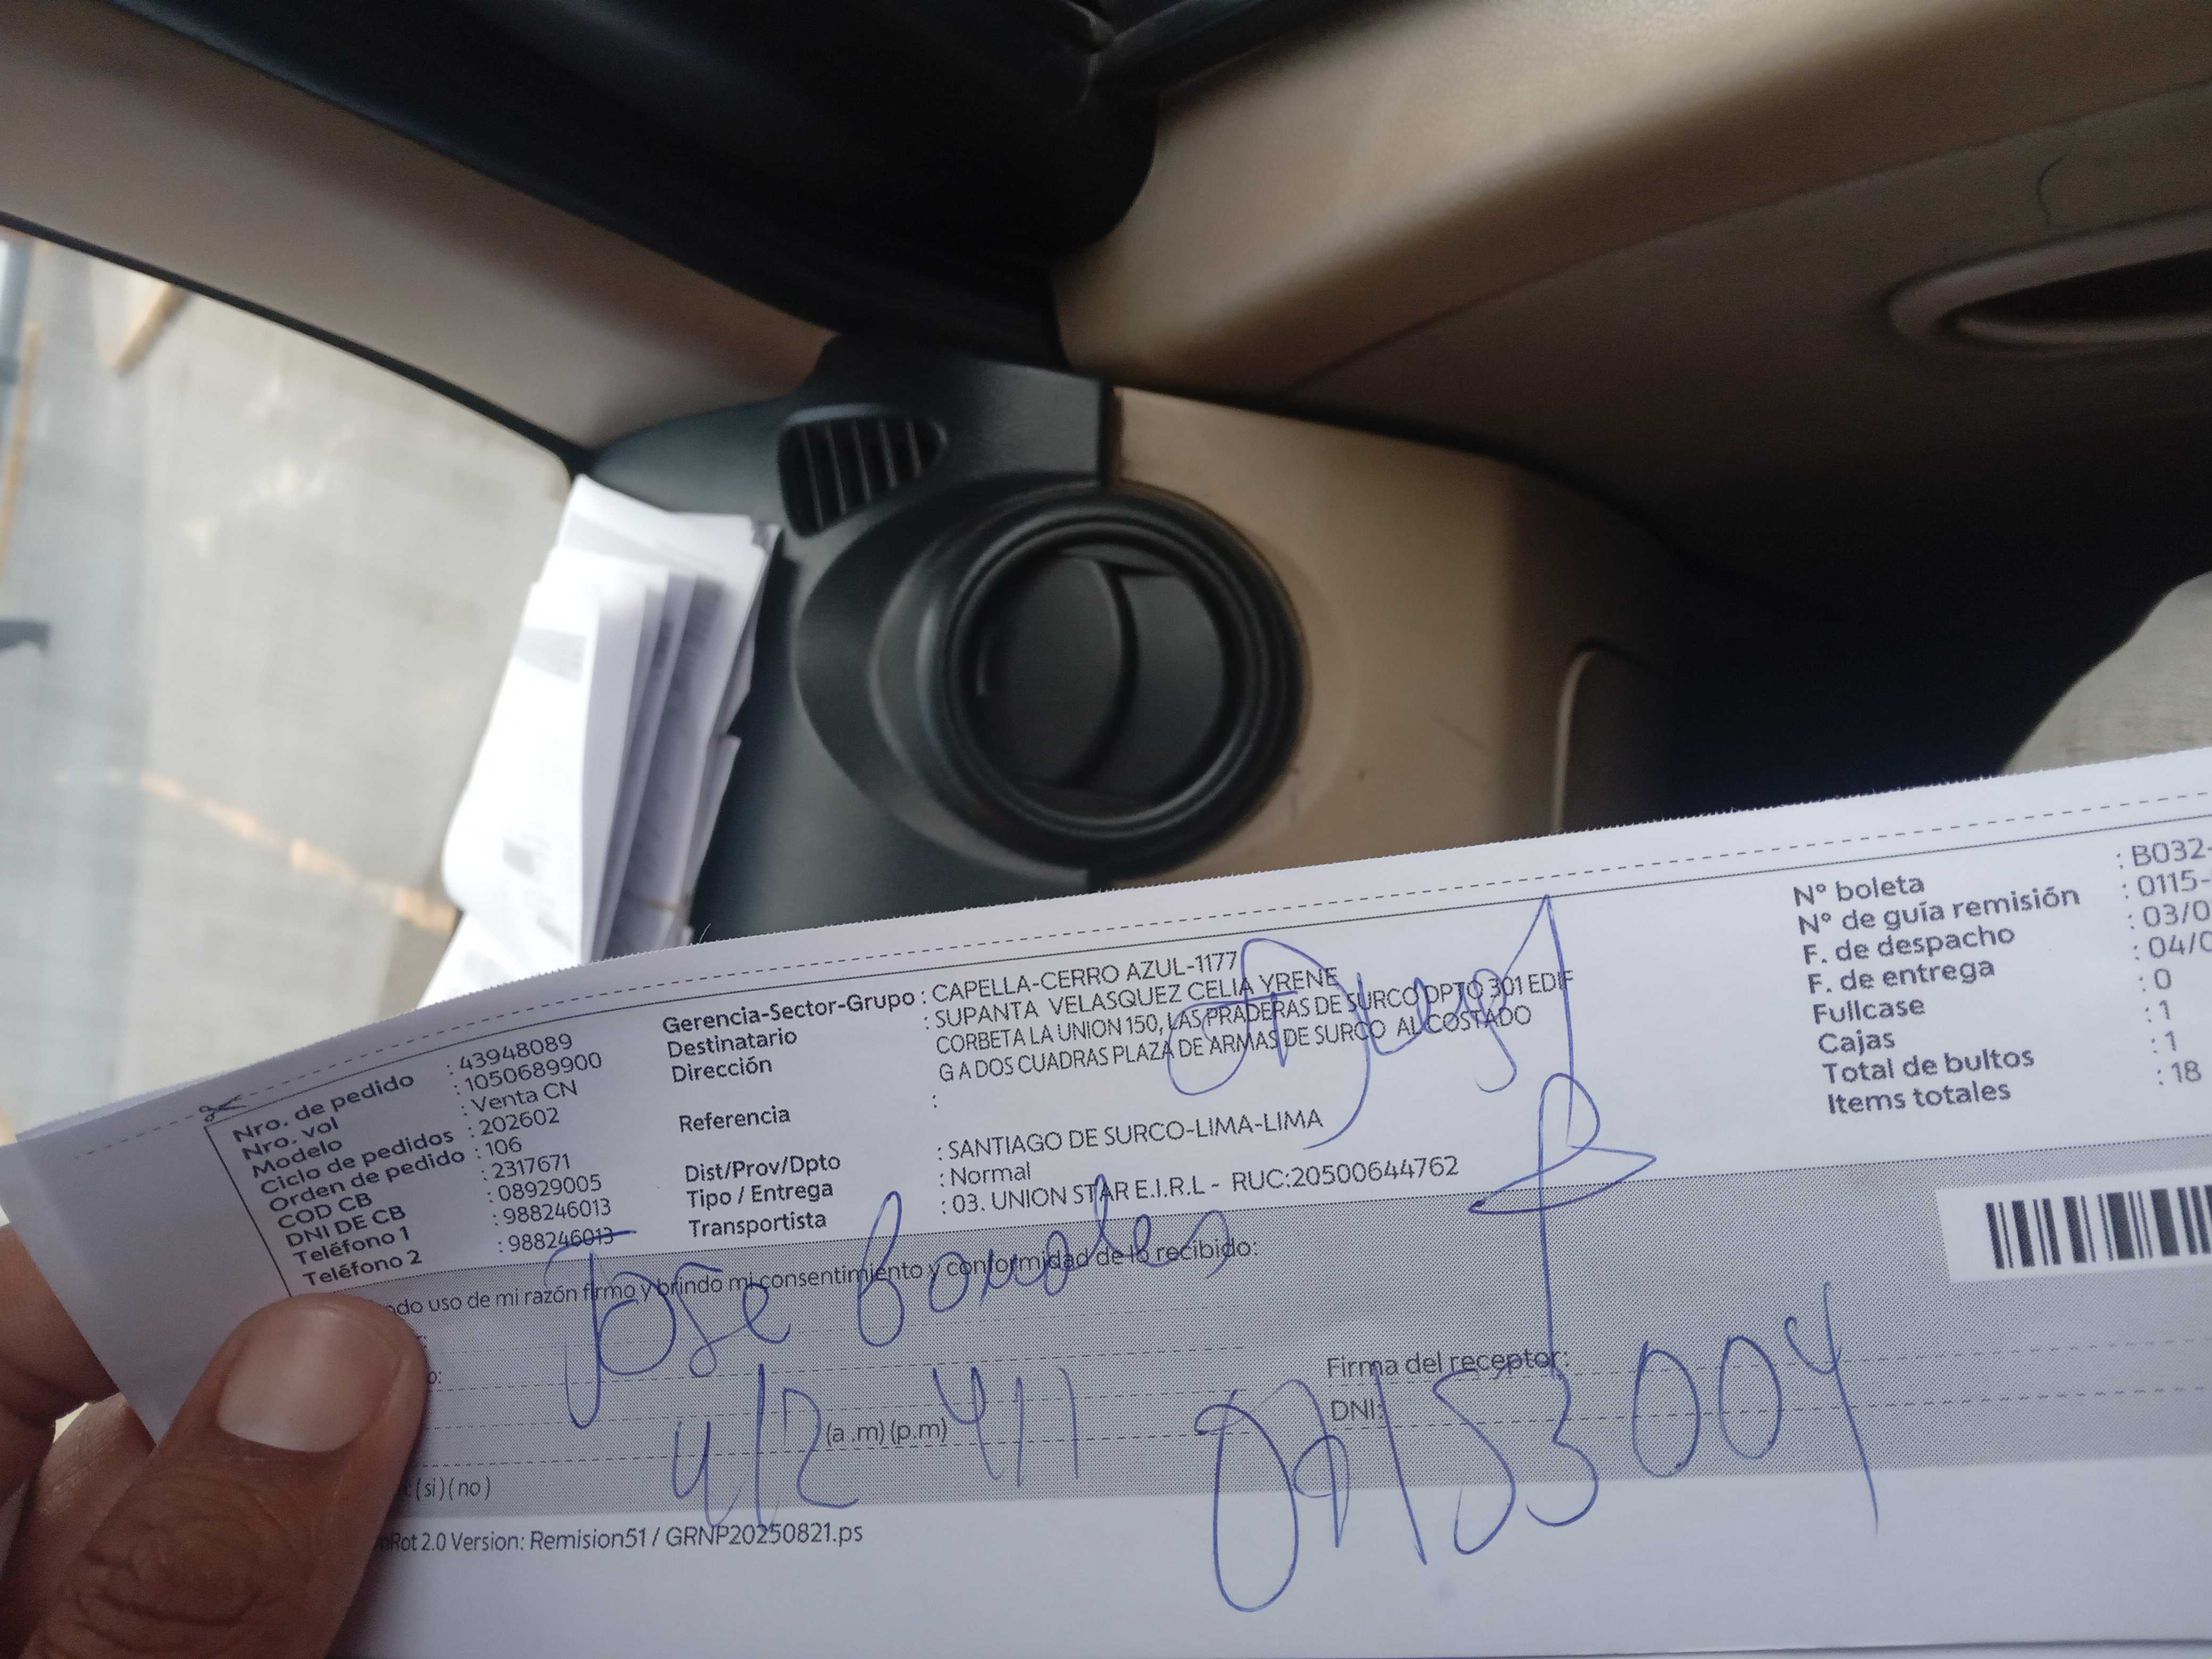 Nro. de pedido : 43948089
Nro. vol : 1050689900
Modelo : Venta CN
Ciclo de pedidos : 202602
Orden de pedido : 106
COD CB : 2317671
DNI DE CB : 08929005
Teléfono 1 : 988246013
Teléfono 2 : 988246013
Gerencia-Sector-Grupo : CAPELLA-CERRO AZUL-1177
Destinatario : SUPANTA VELASQUEZ CELIA YRENE
Dirección CORBETA LA UNION 150, LAS PRADERAS DE SURCO DPTO 301 EDIF
G A DOS CUADRAS PLAZA DE ARMAS DE SURCO AL COSTADO
Referencia :
Dist/Prov/Dpto : SANTIAGO DE SURCO-LIMA-LIMA
Tipo / Entrega : Normal
Transportista : 03. UNION STAR E.I.R.L - RUC:20500644762
N° boleta : B032-
N° de guía remisión : 0115-
F. de despacho : 03/0
F. de entrega : 04/0
Fullcase : 0
Cajas : 1
Total de bultos : 1
Items totales : 18
ndo uso de mi razón firmo y brindo mi consentimiento y conformidad de lo recibido:
José
o:
4/2 (a.m) (p.m)
Firma del receptor:
DNI: 07153004
(si) (no)
Rot 2.0 Version: Remision51 / GRNP20250821.ps